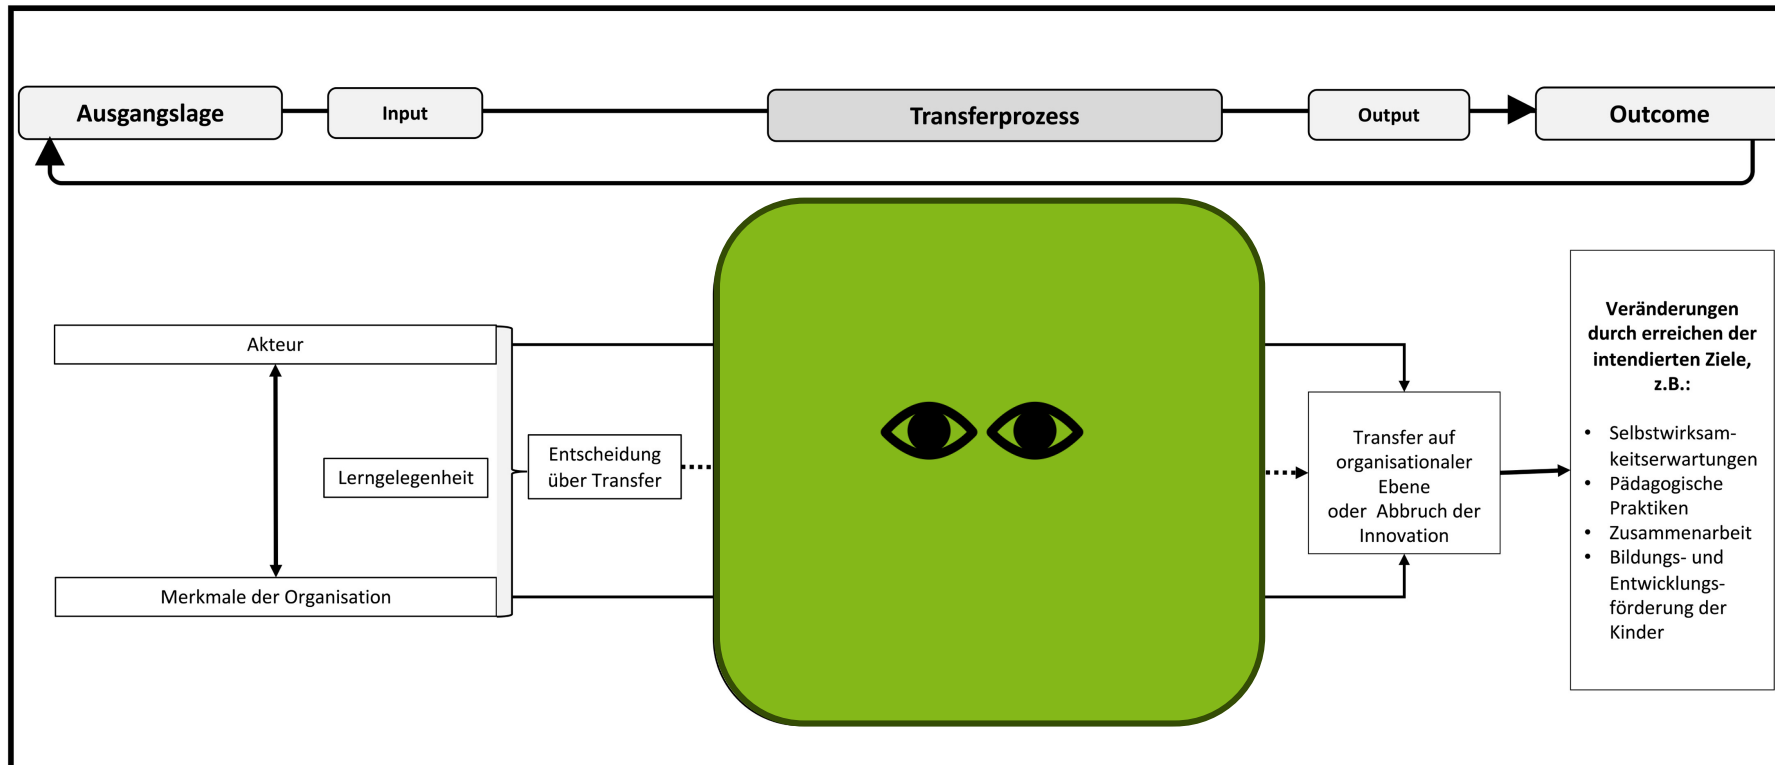 Ausgangslage
Input
Transferprozess
Output
Outcome
Akteur
Lerngelegenheit
Merkmale der Organisation
Entscheidung
über Transfer
Transfer auf
organisationaler
Ebene
oder Abbruch der
Innovation
Veränderungen
durch erreichen der
intendierten Ziele,
z.B.:
• Selbstwirksam-
keitserwartungen
• Pädagogische
Praktiken
• Zusammenarbeit
• Bildungs- und
Entwicklungs-
förderung der
Kinder